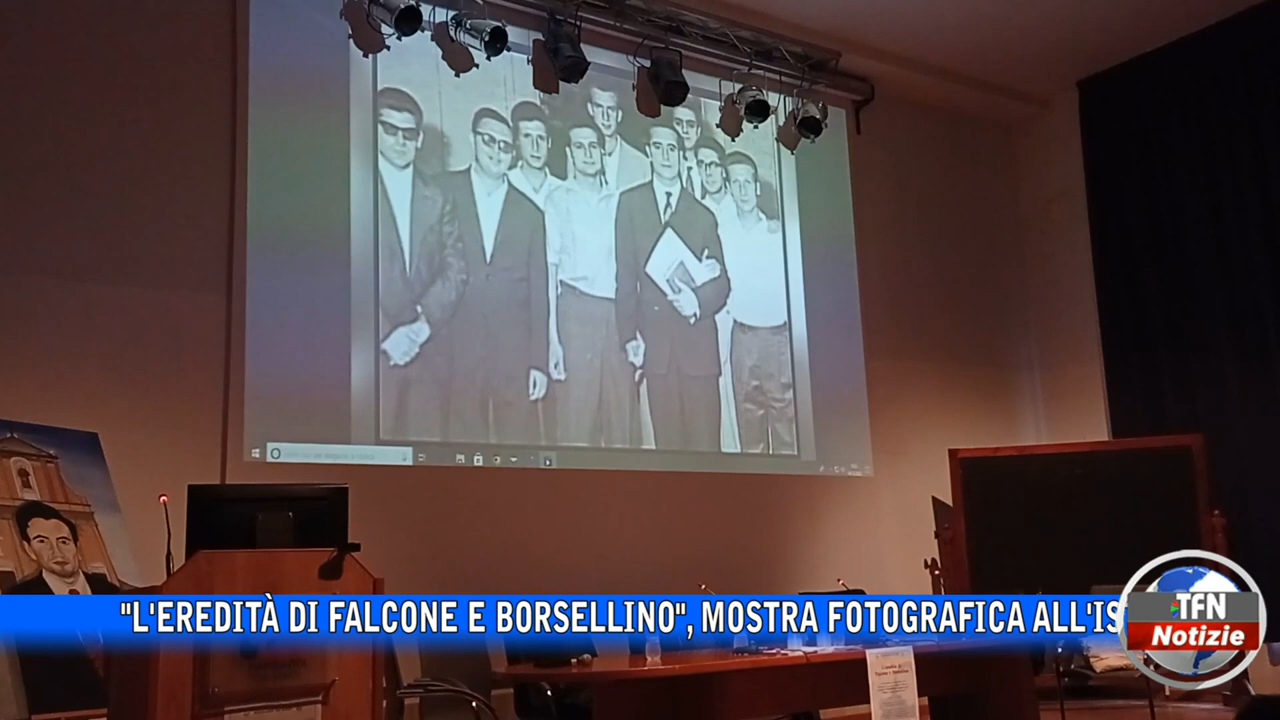 "L'EREDITÀ DI FALCONE E BORSELLINO", MOSTRA FOTOGRAFICA ALL'IS
TFN
Notizie